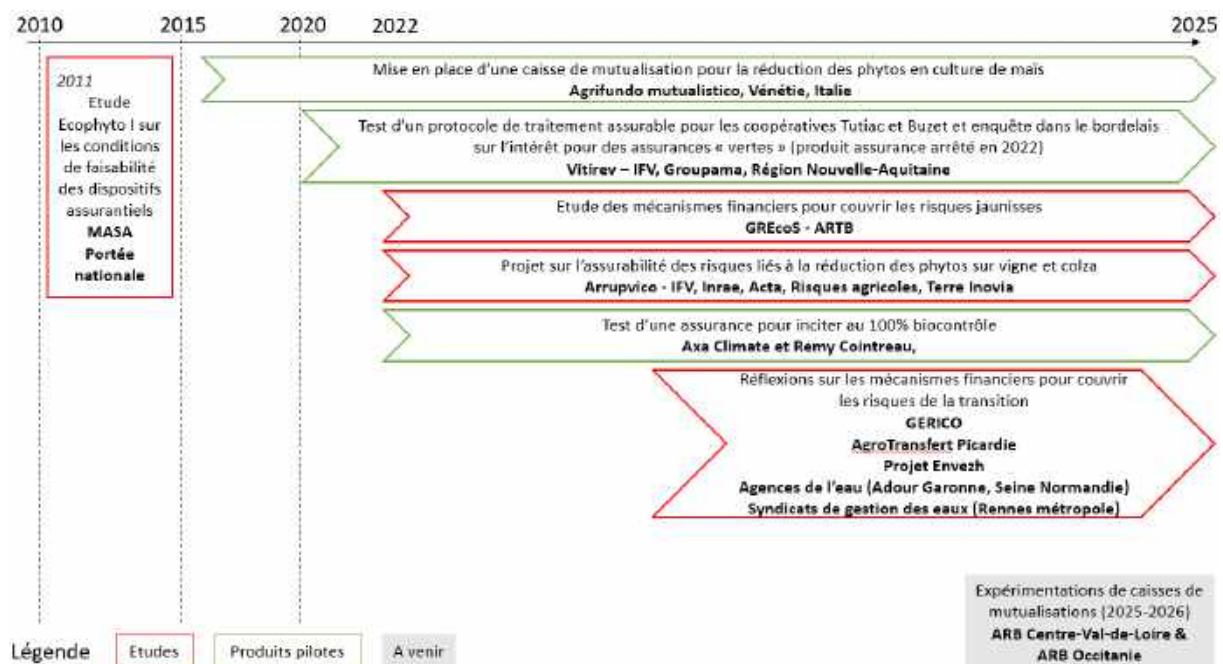 2010
2015
2020
2022
2025
2011
Etude
Ecophyto I sur
les conditions
de faisabilité
des dispositifs
assurantiels
MASA
Portée
nationale
Mise en place d'une caisse de mutualisation pour la réduction des phytos en culture de maïs
Agrifundo mutualistico, Vénétie, Italie
Test d'un protocole de traitement assurable pour les coopératives Tutiac et Buzet et enquête dans le bordelais
sur l'intérêt pour des assurances « vertes » (produit assurance arrêté en 2022)
Vitirev – IFV, Groupama, Région Nouvelle-Aquitaine
Etude des mécanismes financiers pour couvrir les risques jaunisses
GREcoS - ARTB
Projet sur l'assurabilité des risques liés à la réduction des phytos sur vigne et colza
Arrupvico - IFV, Inrae, Acta, Risques agricoles, Terre Inovia
Test d'une assurance pour inciter au 100% biocontrôle
Axa Climate et Remy Cointreau,
Réflexions sur les mécanismes financiers pour couvrir
les risques de la transition
GERICO
AgroTransfert Picardie
Projet Envezh
Agences de l'eau (Adour Garonne, Seine Normandie)
Syndicats de gestion des eaux (Rennes métropole)
Expérimentations de caisses de
mutualisations (2025-2026)
ARB Centre-Val-de-Loire &
ARB Occitanie
Légende
Etudes
Produits pilotes
A venir